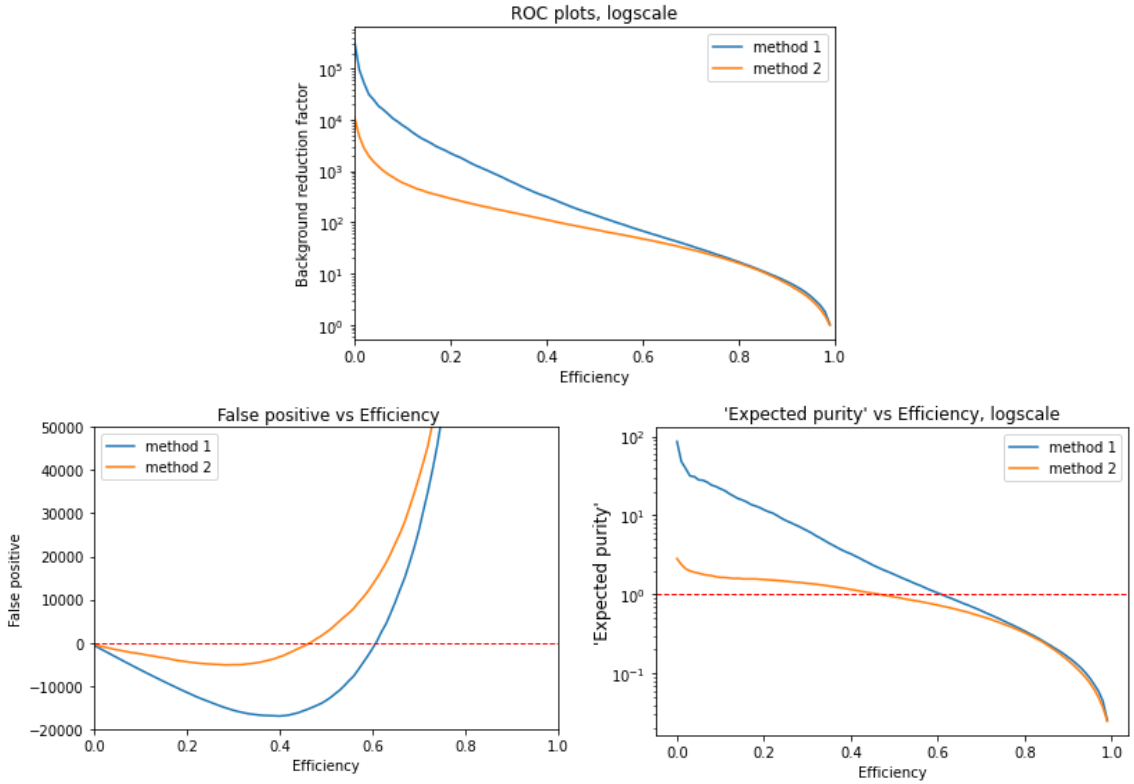 ROC plots, logscale
method 1
method 2
10^5
10^4
10^3
10^2
10^1
10^0
Background reduction factor
0.0 0.2 0.4 0.6 0.8 1.0
Efficiency
False positive vs Efficiency
method 1
method 2
50000
40000
30000
20000
10000
0
−10000
−20000
False positive
0.0 0.2 0.4 0.6 0.8 1.0
Efficiency
'Expected purity' vs Efficiency, logscale
method 1
method 2
10^2
10^1
10^0
10^−1
'Expected purity'
0.0 0.2 0.4 0.6 0.8 1.0
Efficiency